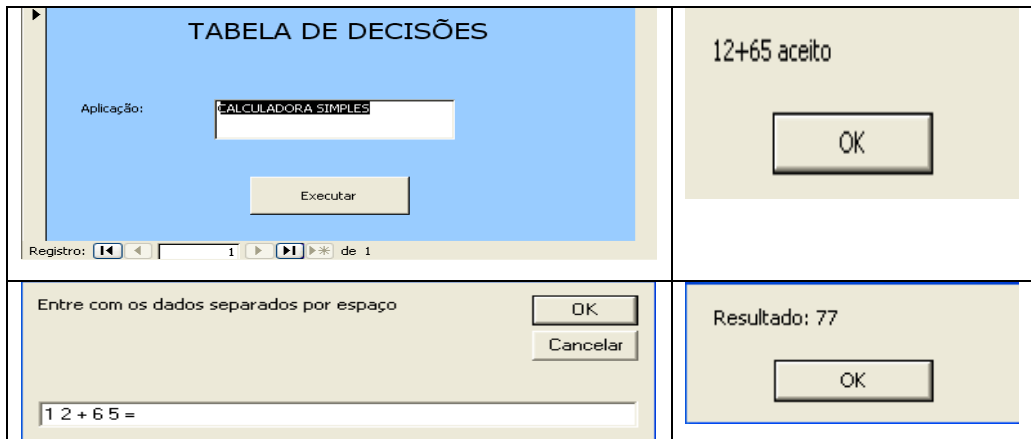 TABELA DE DECISÕES
Aplicação: CALCULADORA SIMPLES
Executar
Registro: 1 de 1
12+65 aceito
OK
Entre com os dados separados por espaço
OK
Cancelar
1 2 + 6 5 =
Resultado: 77
OK